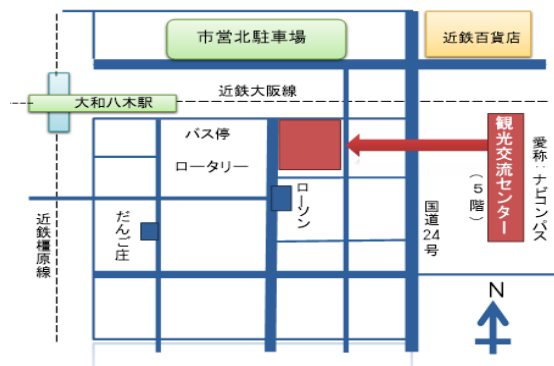 市営北駐車場
近鉄百貨店
近鉄大阪線
大和八木駅
バス停
ロータリー
観光交流センター
(5階)
愛称：ナビコンパス
ローソン
国道24号
だんご庄
近鉄橿原線
N